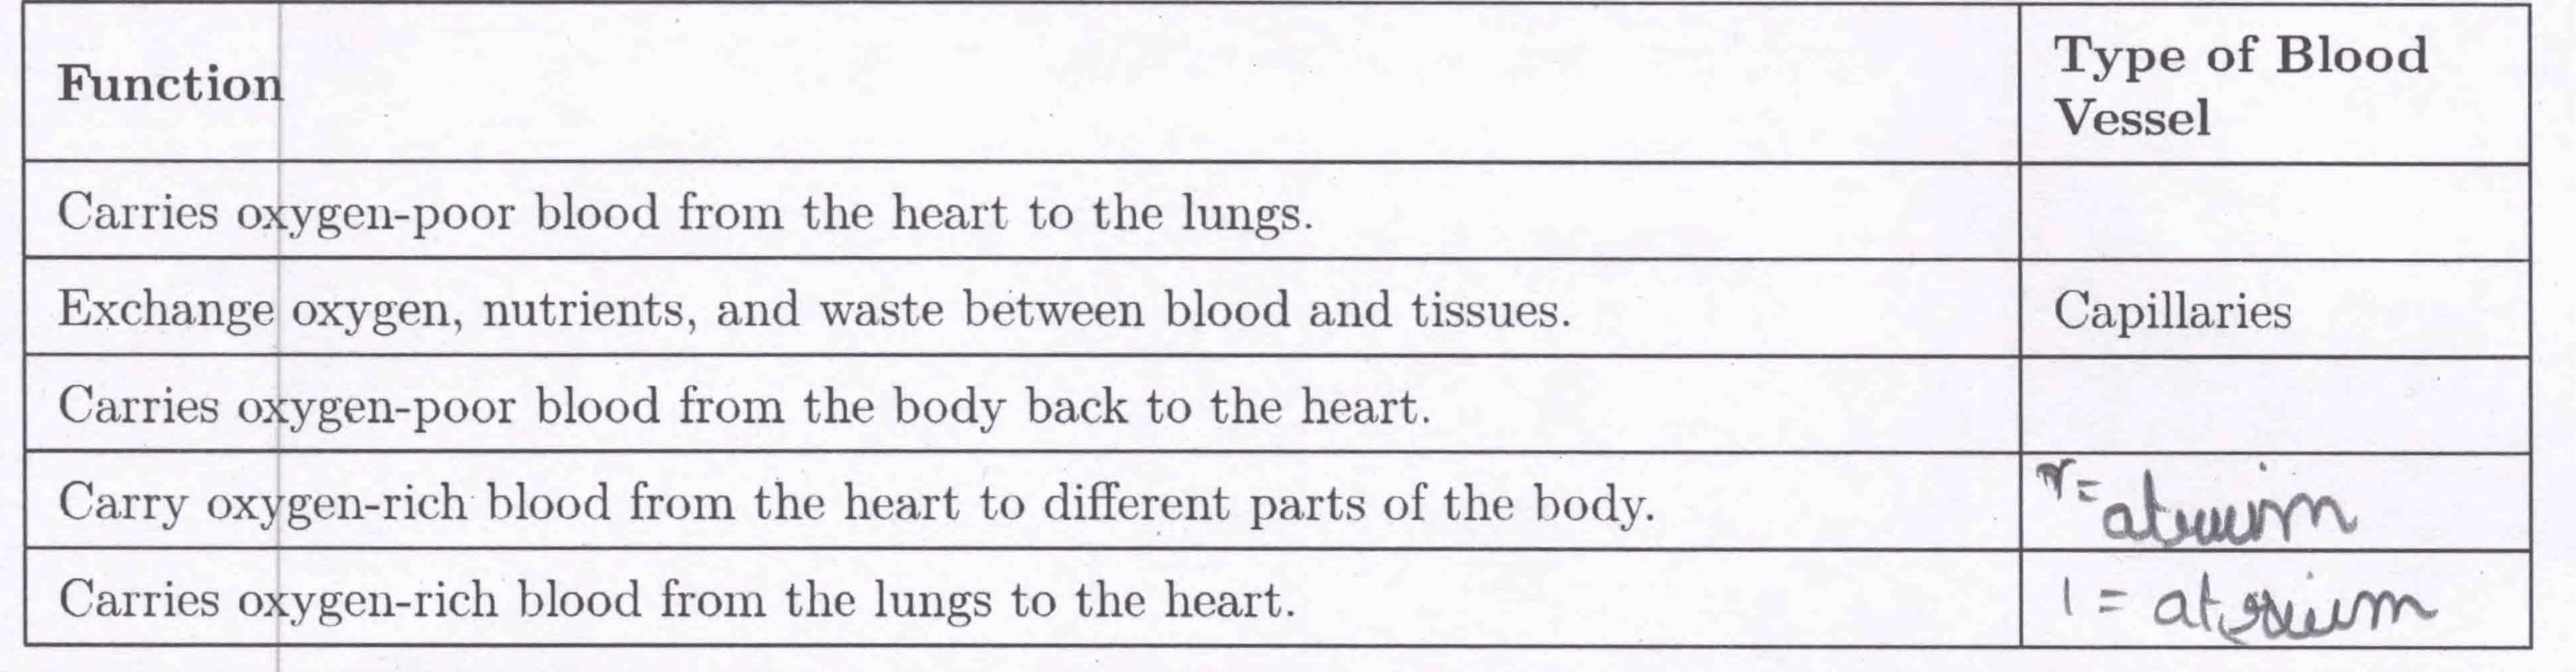 Function
Type of Blood
Vessel
Carries oxygen-poor blood from the heart to the lungs.
Exchange oxygen, nutrients, and waste between blood and tissues.
Capillaries
Carries oxygen-poor blood from the body back to the heart.
Carry oxygen-rich blood from the heart to different parts of the body.
r= atrium
Carries oxygen-rich blood from the lungs to the heart.
l = atrium